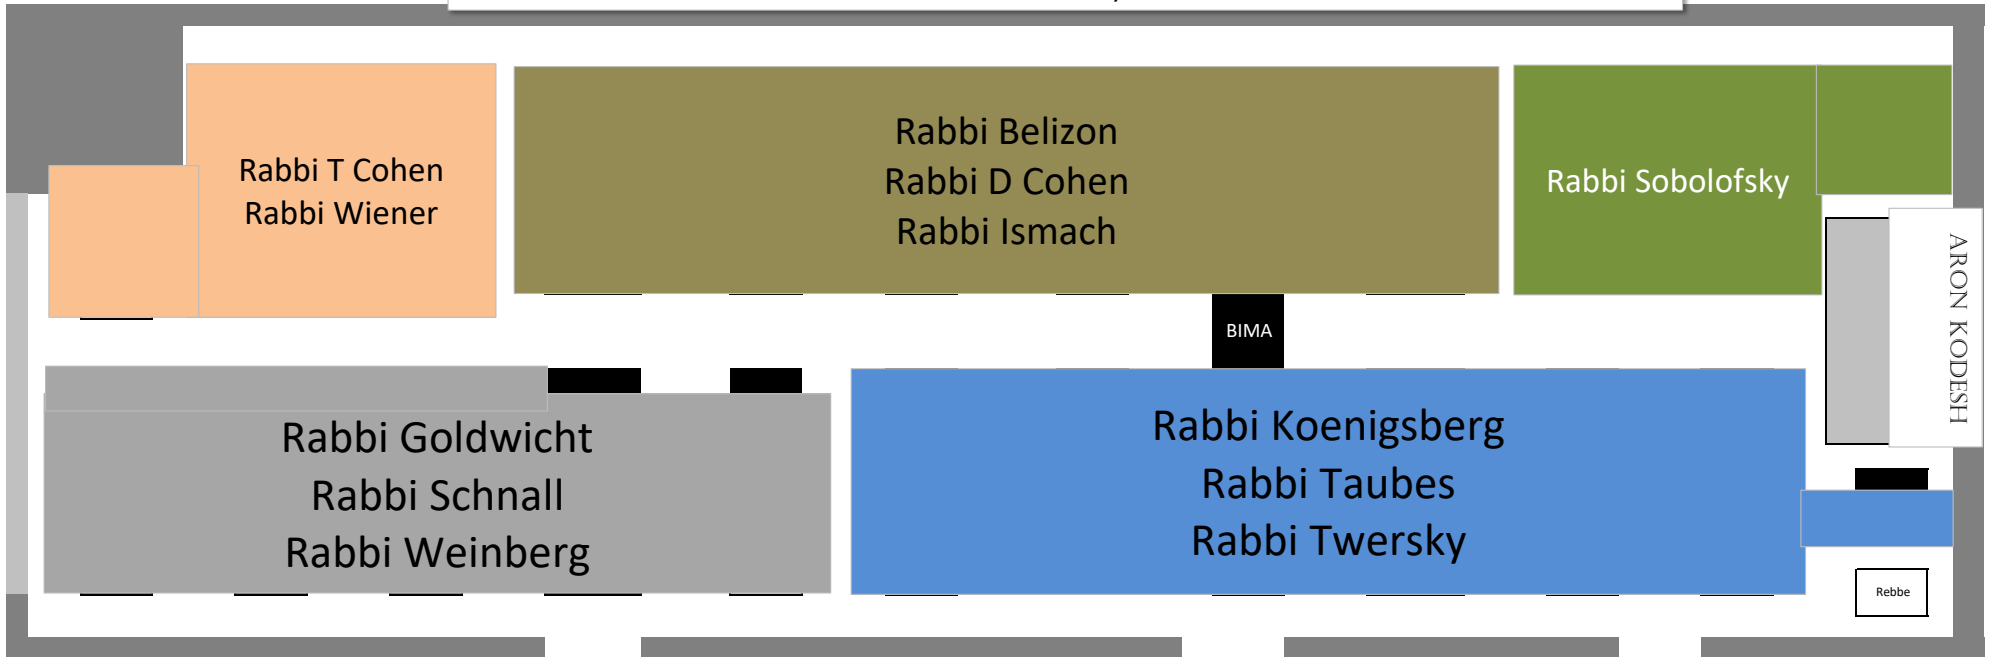 Rabbi T Cohen
Rabbi Wiener
Rabbi Belizon
Rabbi D Cohen
Rabbi Ismach
Rabbi Sobolofsky
ARON KODESH
BIMA
Rabbi Goldwicht
Rabbi Schnall
Rabbi Weinberg
Rabbi Koenigsberg
Rabbi Taubes
Rabbi Twersky
Rebbe